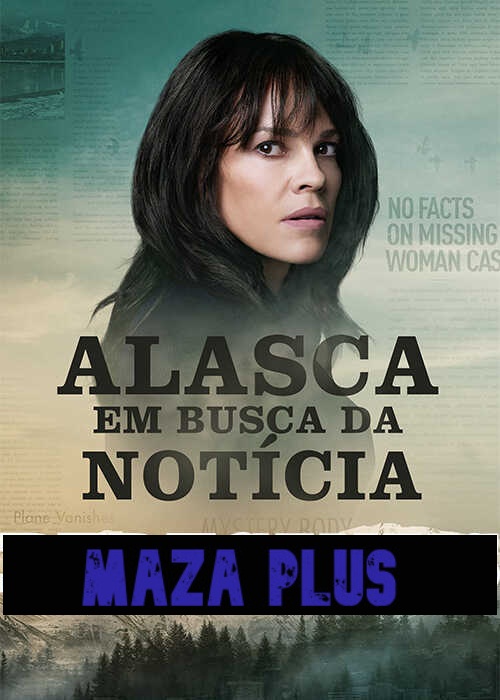 NO FACTS
ON MISSING
WOMAN CAS
ALASCA
EM BUSCA DA
NOTÍCIA
Plane Vanishes
MYSTERY BODY
MAZA PLUS